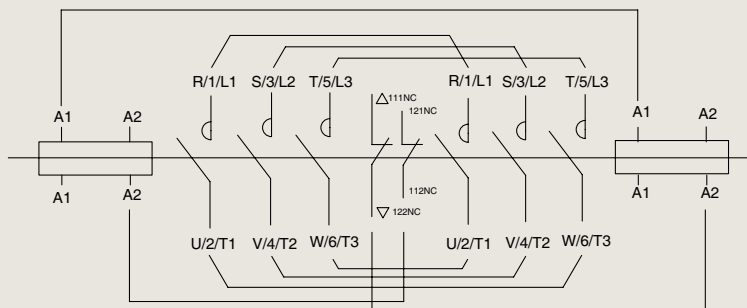 R/1/L1 S/3/L2 T/5/L3 R/1/L1 S/3/L2 T/5/L3
111NC
121NC
A1 A2 A1 A2
A1 A2 A1 A2
112NC
122NC
U/2/T1 V/4/T2 W/6/T3 U/2/T1 V/4/T2 W/6/T3